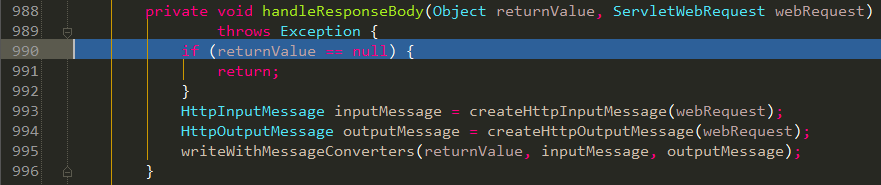 988 private void handleResponseBody(Object returnValue, ServletWebRequest webRequest)
989 throws Exception {
990 if (returnValue == null) {
991 return;
992 }
993 HttpInputMessage inputMessage = createHttpInputMessage(webRequest);
994 HttpOutputMessage outputMessage = createHttpOutputMessage(webRequest);
995 writeWithMessageConverters(returnValue, inputMessage, outputMessage);
996 }